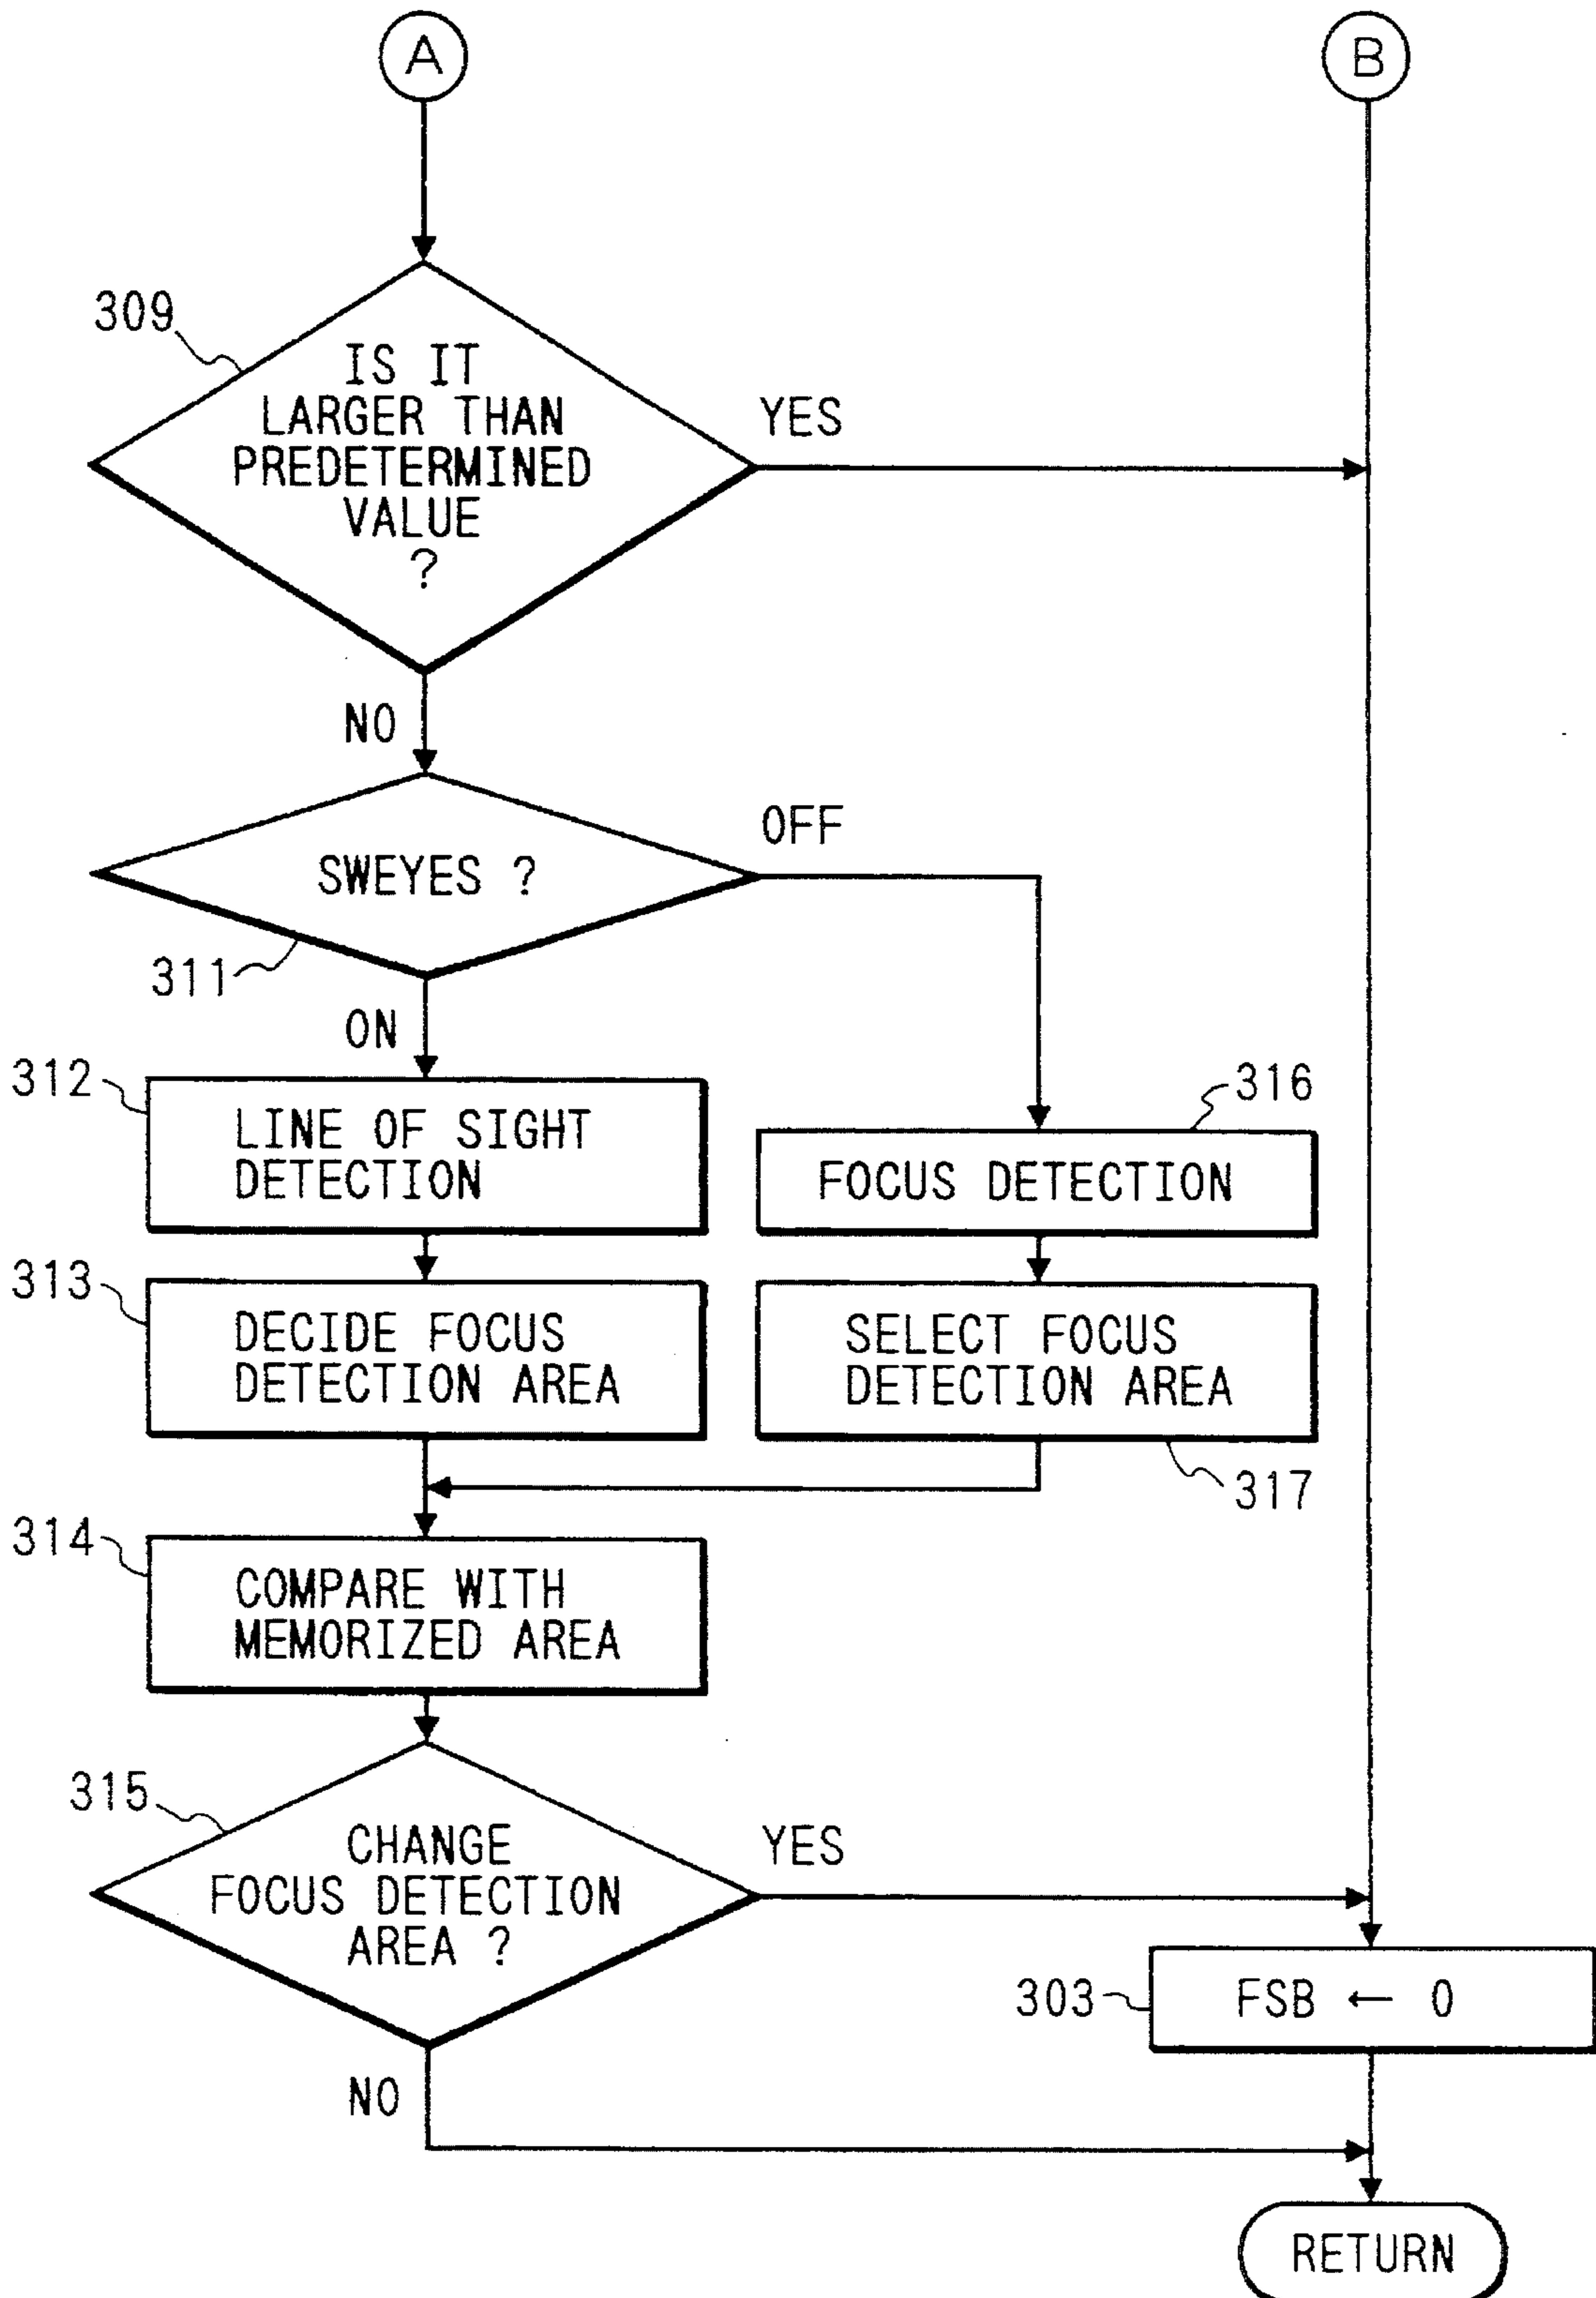 A
B
309
IS IT
LARGER THAN
PREDETERMINED
VALUE
?
YES
NO
SWEYES ?
OFF
311
ON
312
LINE OF SIGHT
DETECTION
316
FOCUS DETECTION
313
DECIDE FOCUS
DETECTION AREA
SELECT FOCUS
DETECTION AREA
317
314
COMPARE WITH
MEMORIZED AREA
315
CHANGE
FOCUS DETECTION
AREA ?
YES
303
FSB ← 0
NO
RETURN